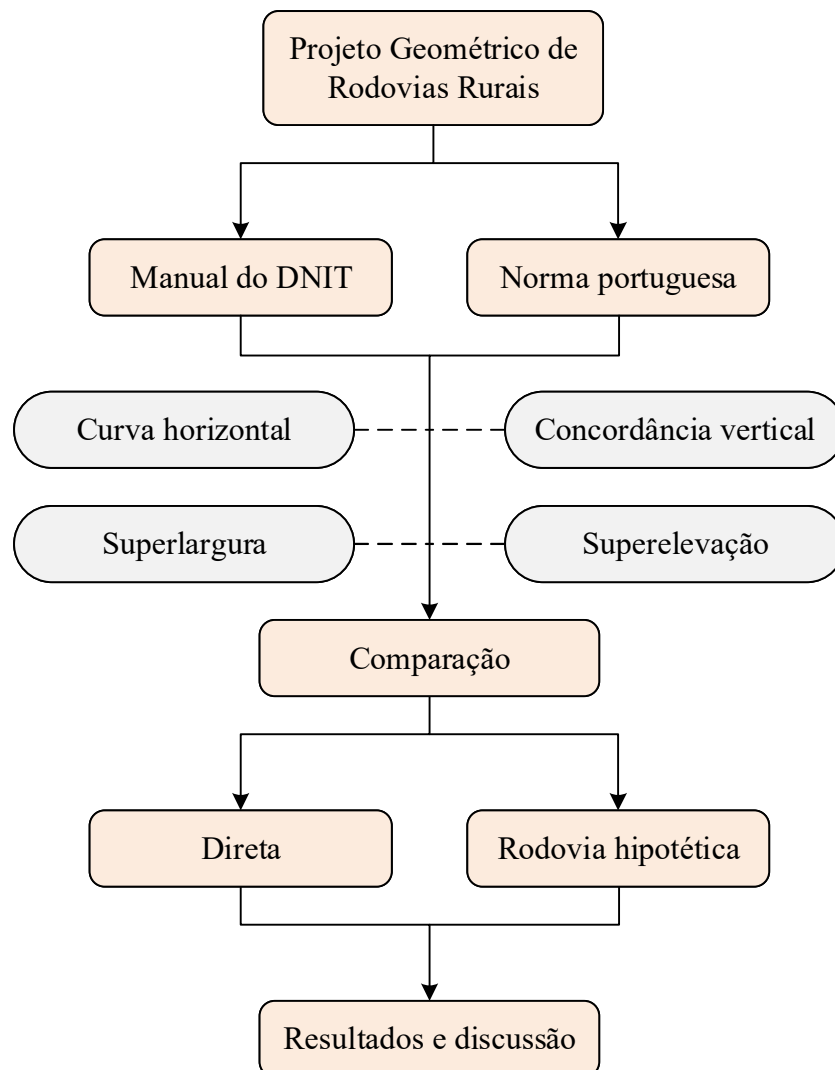 Projeto Geométrico de
Rodovias Rurais
Manual do DNIT
Norma portuguesa
Curva horizontal
Concordância vertical
Superlargura
Superelevação
Comparação
Direta
Rodovia hipotética
Resultados e discussão